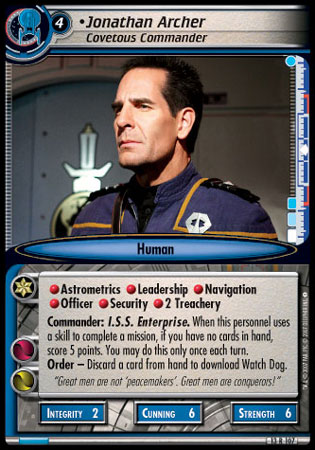 4
•Jonathan Archer
Covetous Commander
Human
•Astrometrics •Leadership •Navigation
•Officer •Security •2 Treachery
Commander: I.S.S. Enterprise. When this personnel
uses a skill to complete a mission, if you have no cards in hand,
score 5 points. You may do this only once each turn.
Order – Discard a card from hand to download Watch Dog.
"Great men are not 'peacemakers'. Great men are conquerors!"
Integrity 2 Cunning 6 Strength 6